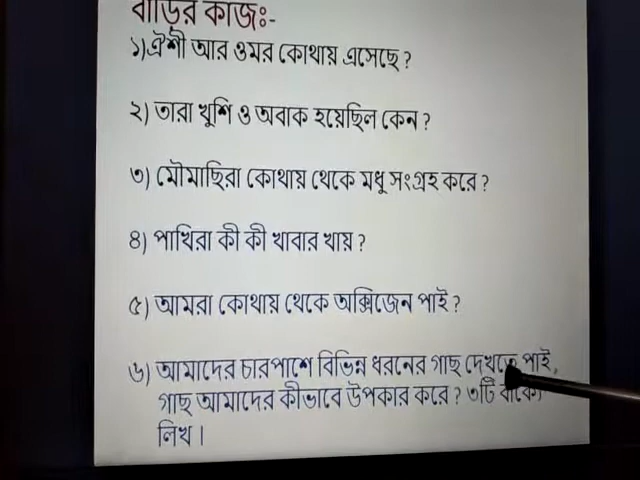 বাড়ির কাজঃ-
১)ঐশী আর ওমর কোথায় এসেছে ?
২) তারা খুশি ও অবাক হয়েছিল কেন ?
৩) মৌমাছিরা কোথায় থেকে মধু সংগ্রহ করে ?
৪) পাখিরা কী কী খাবার খায় ?
৫) আমরা কোথায় থেকে অক্সিজেন পাই ?
৬) আমাদের চারপাশে বিভিন্ন ধরনের গাছ দেখতে পাই,
গাছ আমাদের কীভাবে উপকার করে ? ৩টি বাক্যে
লিখ ।